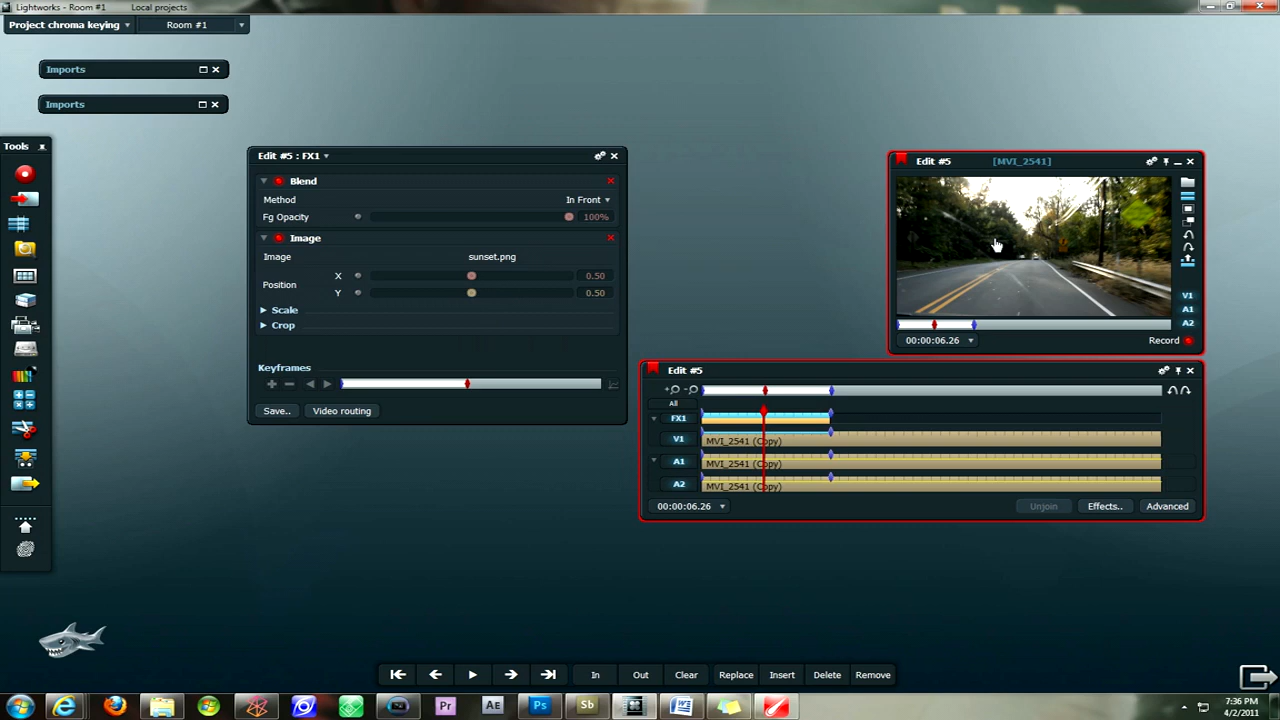 Lightworks - Room #1 Local projects
Project chroma keying Room #1
Imports
Imports
Tools
Edit #5 : FX1
Blend
Method In Front
Fg Opacity 100%
Image
Image sunset.png
Position X 0.50
Y 0.50
Scale
Crop
Keyframes
Save.. Video routing
Edit #5 [MVI_2541]
V1
A1
A2
00:00:06.26 Record
Edit #5
All
FX1
V1 MVI_2541 (Copy)
A1 MVI_2541 (Copy)
A2 MVI_2541 (Copy)
00:00:06.26 Unjoin Effects.. Advanced
In Out Clear Replace Insert Delete Remove
Pr AE Ps Sb
7:36 PM
4/2/2011